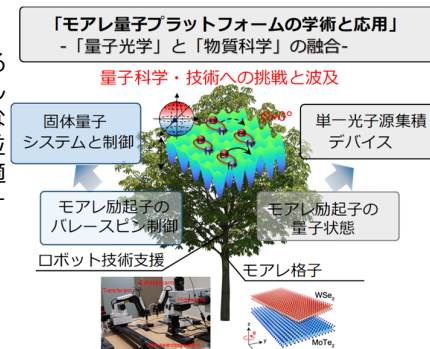 「モアレ量子プラットフォームの学術と応用」
-「量子光学」と「物質科学」の融合-
量子科学・技術への挑戦と波及
固体量子
システムと制御
単一光子源集積
デバイス
モアレ励起子の
バレースピン制御
モアレ励起子の
量子状態
ロボット技術支援
モアレ格子
WSe₂
MoTe₂
z
y
θ